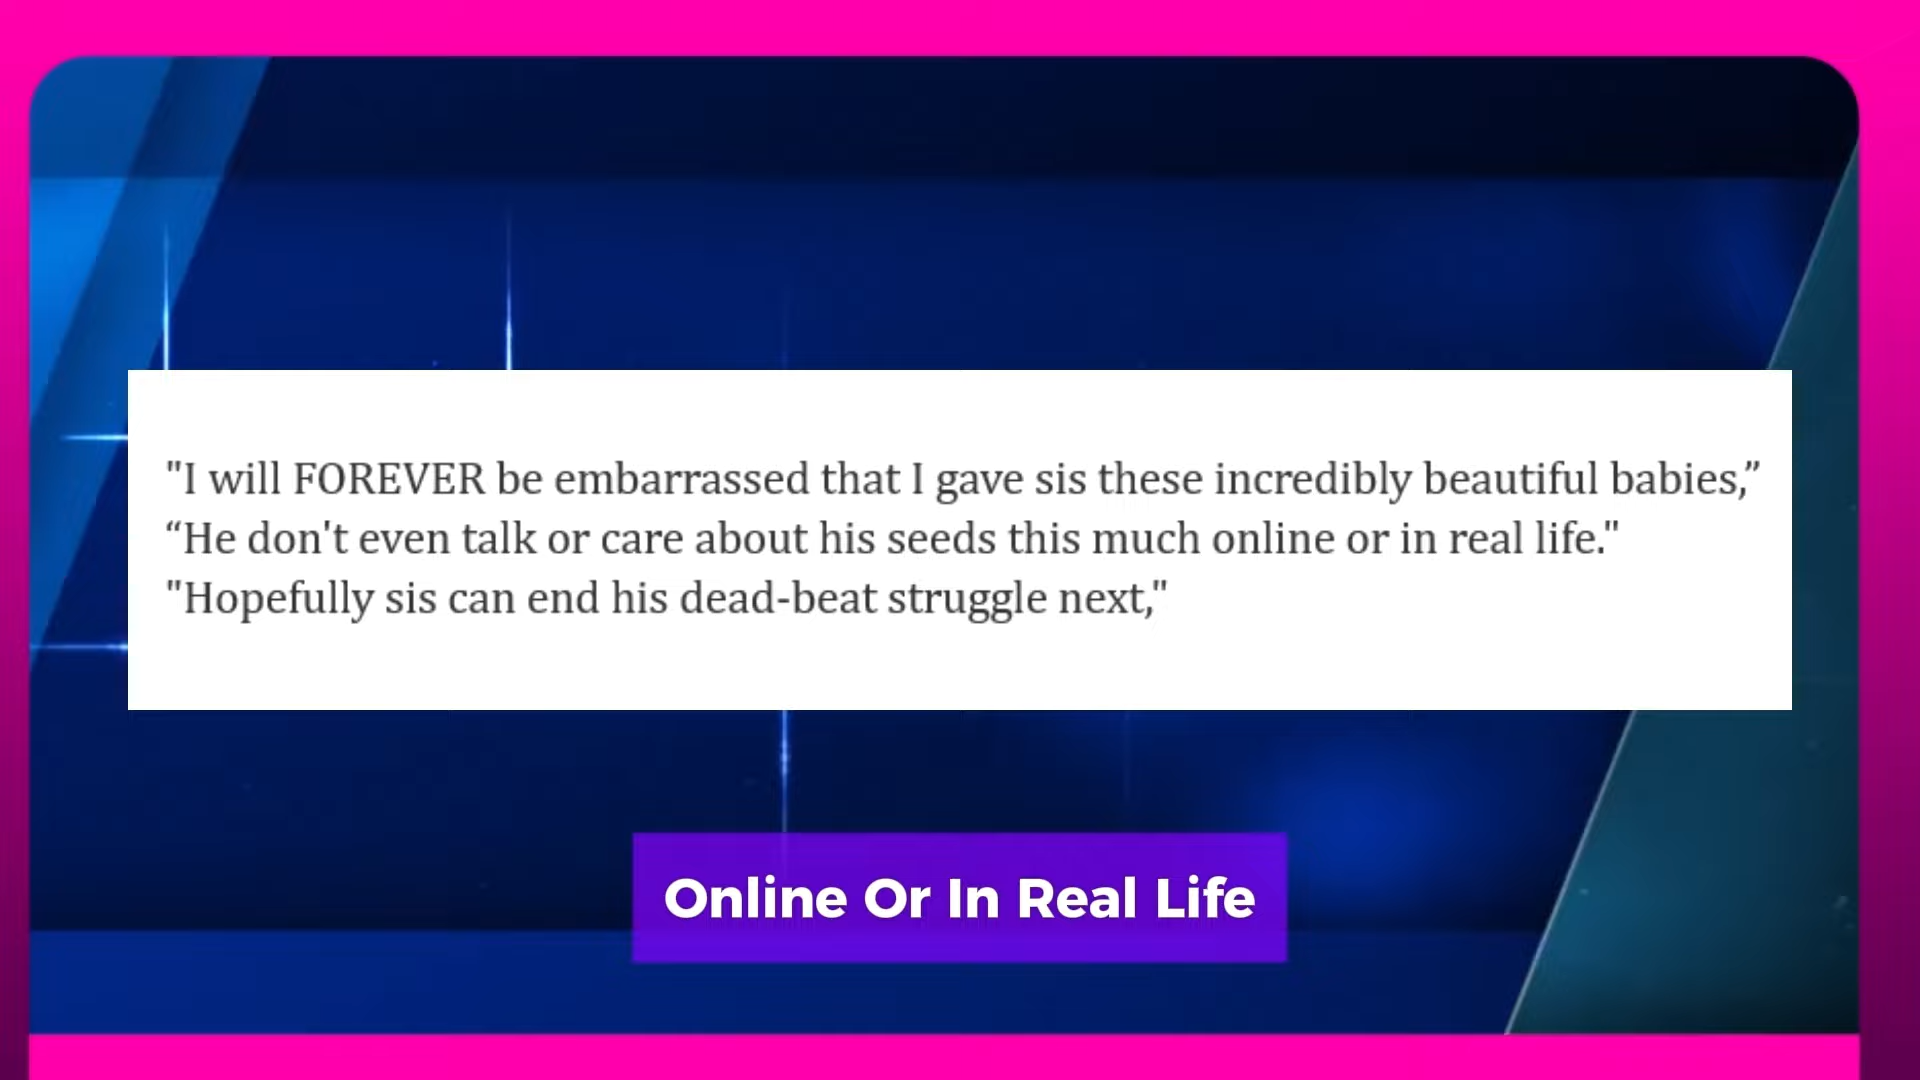 "I will FOREVER be embarrassed that I gave sis these incredibly beautiful babies,”
“He don't even talk or care about his seeds this much online or in real life."
"Hopefully sis can end his dead-beat struggle next,"
Online Or In Real Life